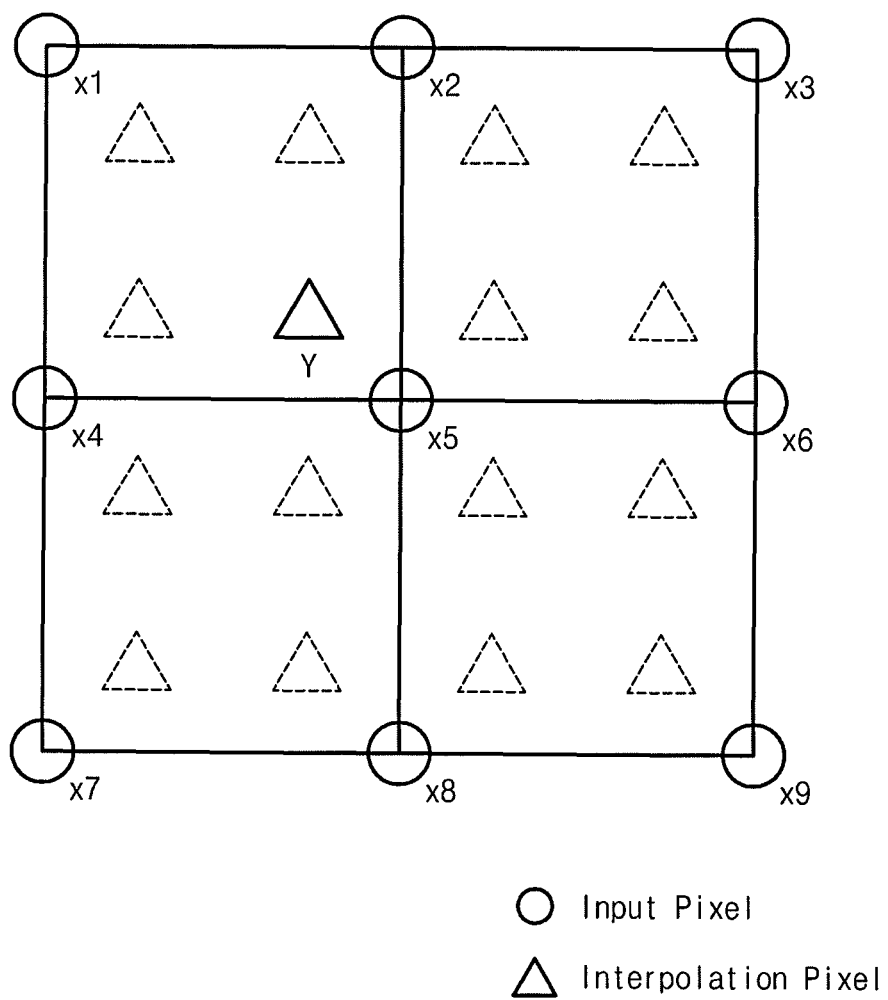 x1
x2
x3
Y
x4
x5
x6
x7
x8
x9
Input Pixel
Interpolation Pixel